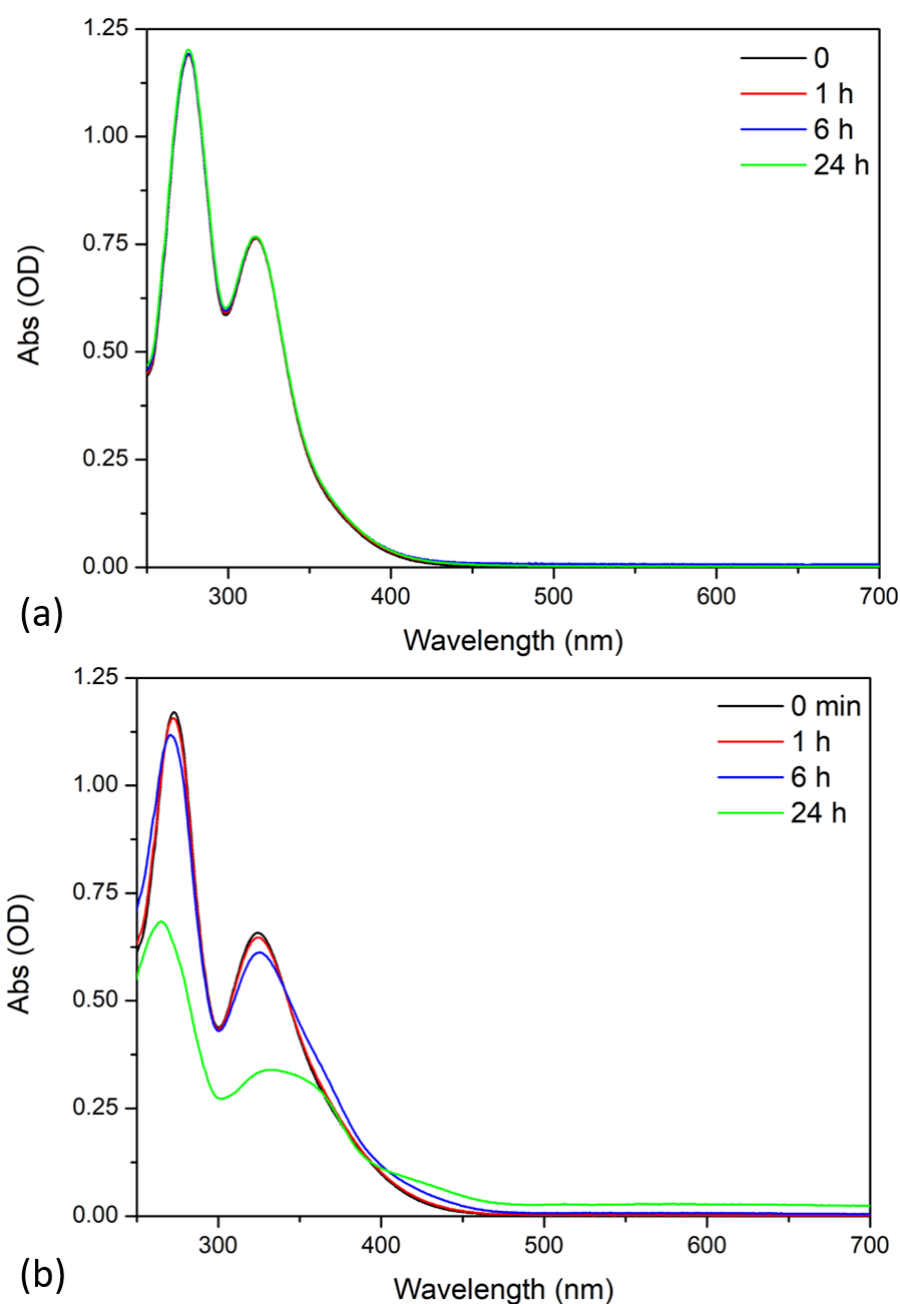 1.25
1.00
0.75
0.50
0.25
0.00
Abs (OD)
0
1 h
6 h
24 h
300 400 500 600 700
Wavelength (nm)
(a)
1.25
1.00
0.75
0.50
0.25
0.00
Abs (OD)
0 min
1 h
6 h
24 h
300 400 500 600 700
Wavelength (nm)
(b)